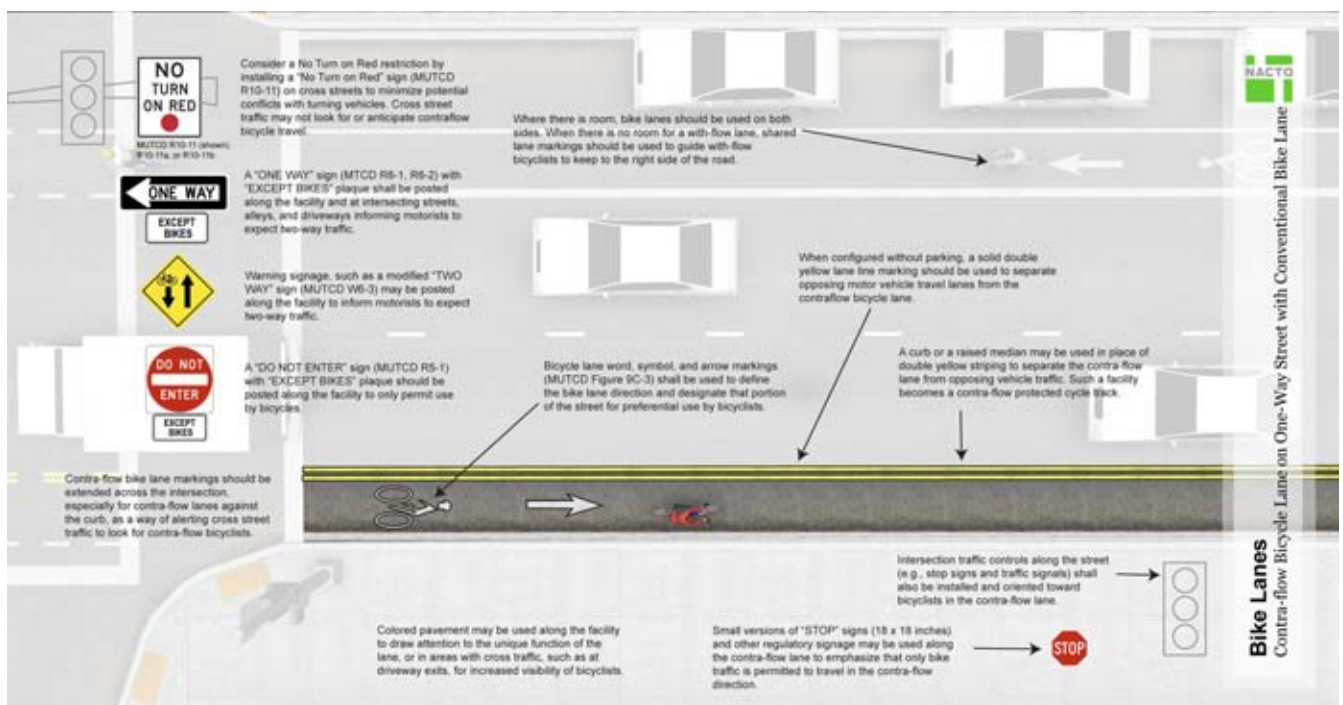 NO
TURN
ON RED
MUTCD R10-11 (shown),
R10-11a, or R10-11b
Consider a No Turn on Red restriction by
installing a “No Turn on Red” sign (MUTCD
R10-11) on cross streets to minimize potential
conflicts with turning vehicles. Cross street
traffic may not look for or anticipate contraflow
bicycle travel.
ONE WAY
EXCEPT
BIKES
A “ONE WAY” sign (MTCD R6-1, R6-2) with
“EXCEPT BIKES” plaque shall be posted
along the facility and at intersecting streets,
alleys, and driveways informing motorists to
expect two-way traffic.
Warning signage, such as a modified “TWO
WAY” sign (MUTCD W6-3) may be posted
along the facility to inform motorists to expect
two-way traffic.
DO NOT
ENTER
EXCEPT
BIKES
A “DO NOT ENTER” sign (MUTCD R5-1)
with “EXCEPT BIKES” plaque should be
posted along the facility to only permit use
by bicycles.
Contra-flow bike lane markings should be
extended across the intersection,
especially for contra-flow lanes against
the curb, as a way of alerting cross street
traffic to look for contra-flow bicyclists.
Where there is room, bike lanes should be used on both
sides. When there is no room for a with-flow lane, shared
lane markings should be used to guide with-flow
bicyclists to keep to the right side of the road.
When configured without parking, a solid double
yellow lane line marking should be used to separate
opposing motor vehicle travel lanes from the
contraflow bicycle lane.
Bicycle lane word, symbol, and arrow markings
(MUTCD Figure 9C-3) shall be used to define
the bike lane direction and designate that portion
of the street for preferential use by bicyclists.
A curb or a raised median may be used in place of
double yellow striping to separate the contra-flow
lane from opposing vehicle traffic. Such a facility
becomes a contra-flow protected cycle track.
Intersection traffic controls along the street
(e.g., stop signs and traffic signals) shall
also be installed and oriented toward
bicyclists in the contra-flow lane.
Colored pavement may be used along the facility
to draw attention to the unique function of the
lane, or in areas with cross traffic, such as at
driveway exits, for increased visibility of bicyclists.
Small versions of “STOP” signs (18 x 18 inches)
and other regulatory signage may be used along
the contra-flow lane to emphasize that only bike
traffic is permitted to travel in the contra-flow
direction.
STOP
NACTO
Bike Lanes
Contra-flow Bicycle Lane on One-Way Street with Conventional Bike Lane